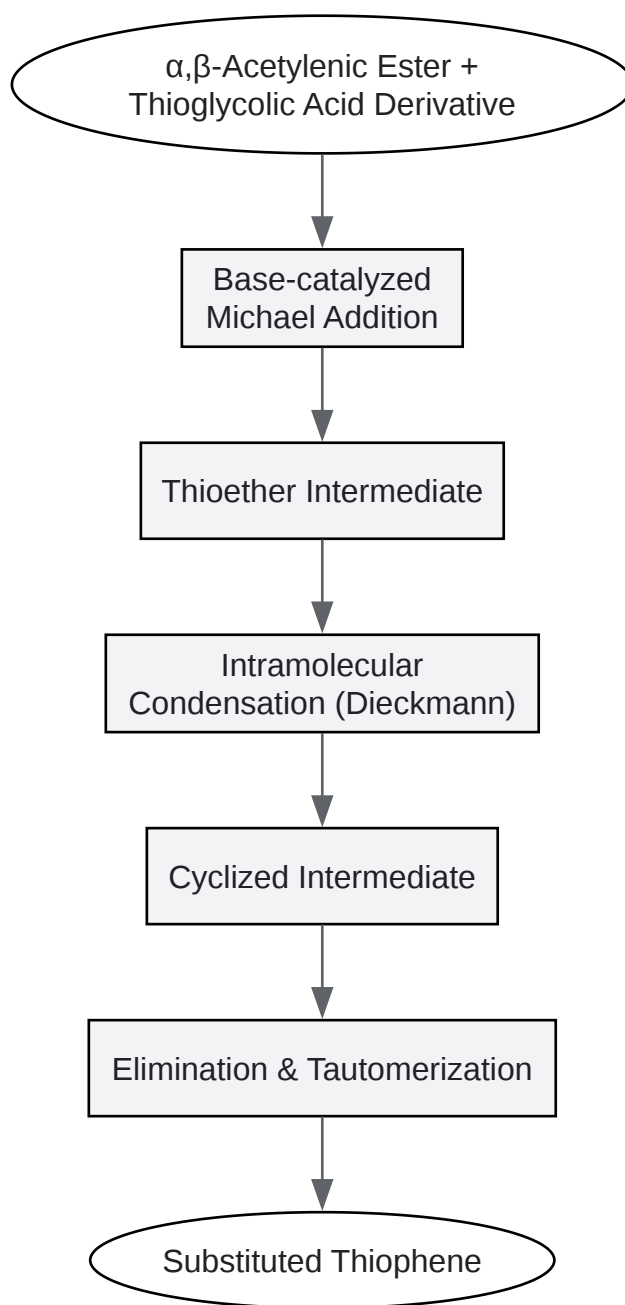 α,β-Acetylenic Ester +
Thioglycolic Acid Derivative
Base-catalyzed
Michael Addition
Thioether Intermediate
Intramolecular
Condensation (Dieckmann)
Cyclized Intermediate
Elimination & Tautomerization
Substituted Thiophene